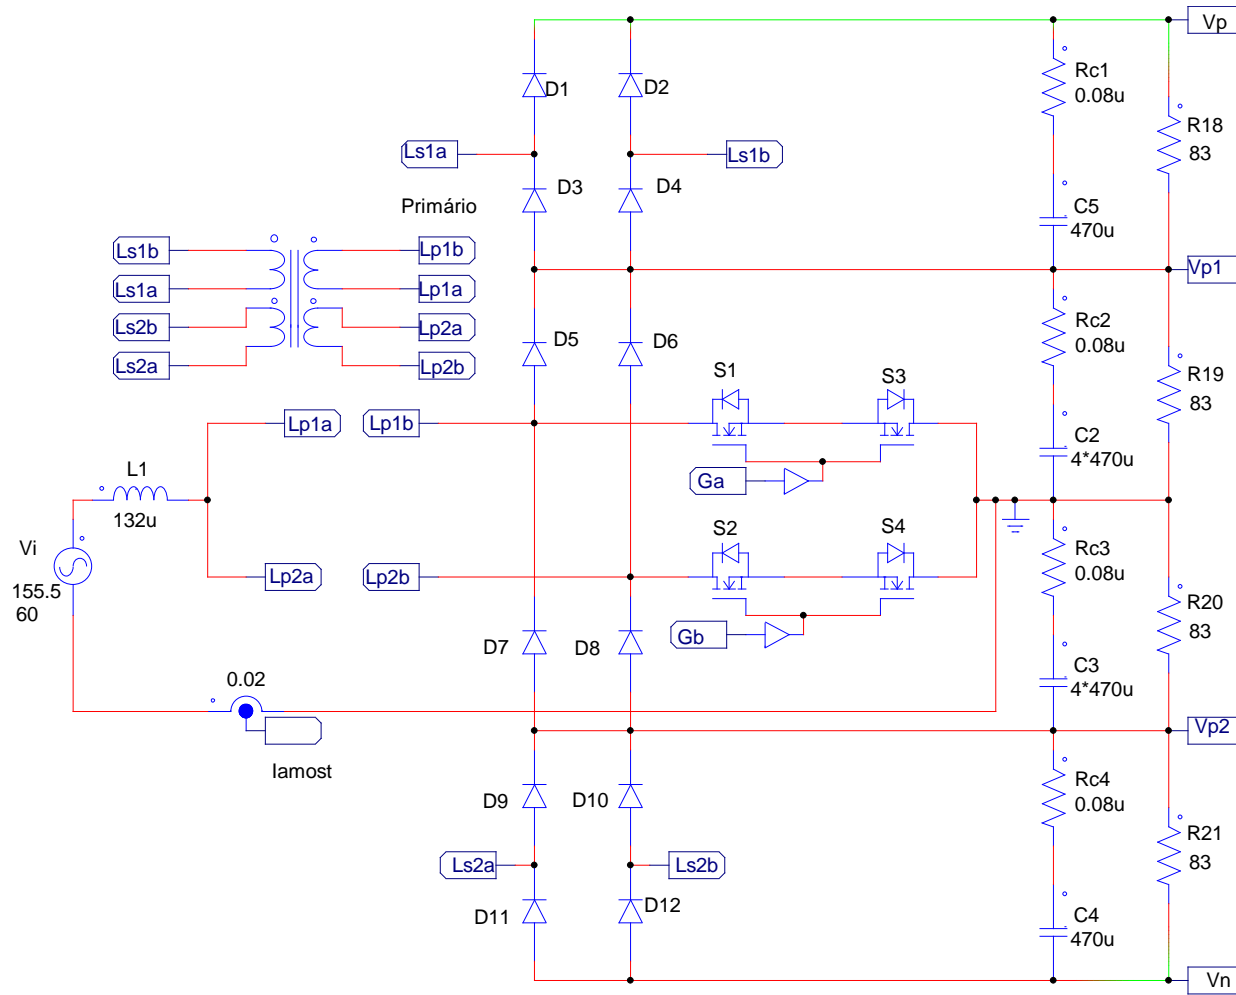 Vp
Rc1
0.08u
D1
D2
R18
83
Ls1a
Ls1b
D3
D4
Primário
C5
470u
Ls1b
Lp1b
Ls1a
Lp1a
Vp1
Ls2b
Lp2a
Rc2
0.08u
D5
D6
Ls2a
Lp2b
S1
S3
R19
83
Lp1a
Lp1b
C2
4*470u
L1
132u
Ga
Vi
155.5
60
S2
S4
Rc3
0.08u
Lp2a
Lp2b
R20
83
D7
D8
Gb
C3
4*470u
0.02
Vp2
Iamost
Rc4
0.08u
D9
D10
R21
83
Ls2a
Ls2b
D11
D12
C4
470u
Vn